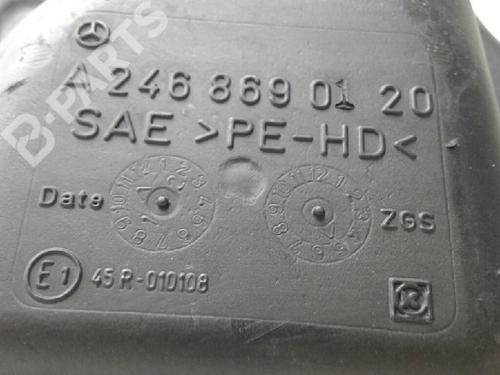 A 246 869 01 20
SAE >PE-HD<
Date
ZGS
E1 45 R-010108
B-PARTS